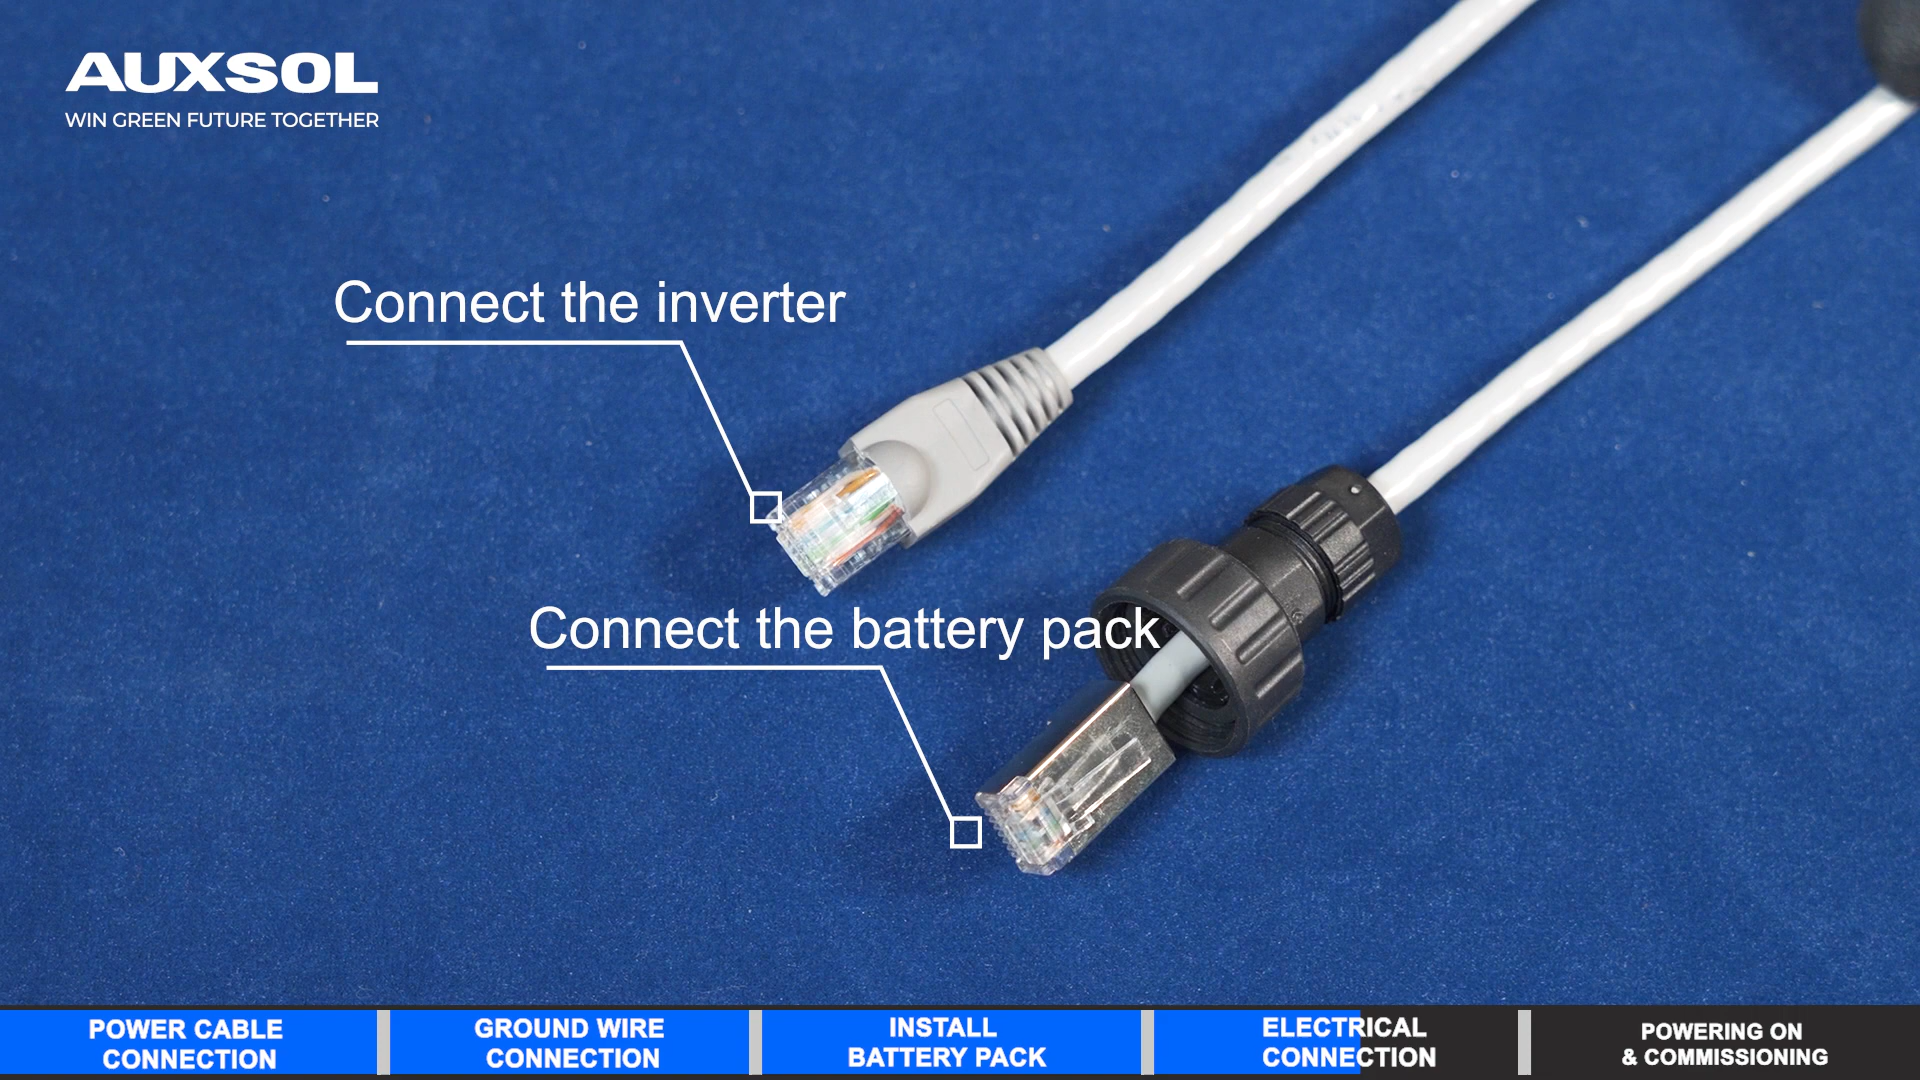 AUXSOL
WIN GREEN FUTURE TOGETHER
Connect the inverter
Connect the battery pack
POWER CABLE
CONNECTION
GROUND WIRE
CONNECTION
INSTALL
BATTERY PACK
ELECTRICAL
CONNECTION
POWERING ON
& COMMISSIONING